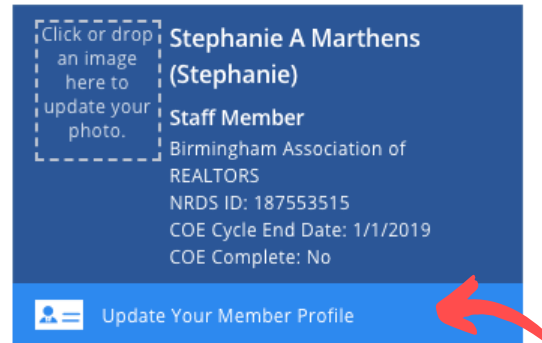 Click or drop
an image
here to
update your
photo.
Stephanie A Marthens
(Stephanie)
Staff Member
Birmingham Association of
REALTORS
NRDS ID: 187553515
COE Cycle End Date: 1/1/2019
COE Complete: No
Update Your Member Profile